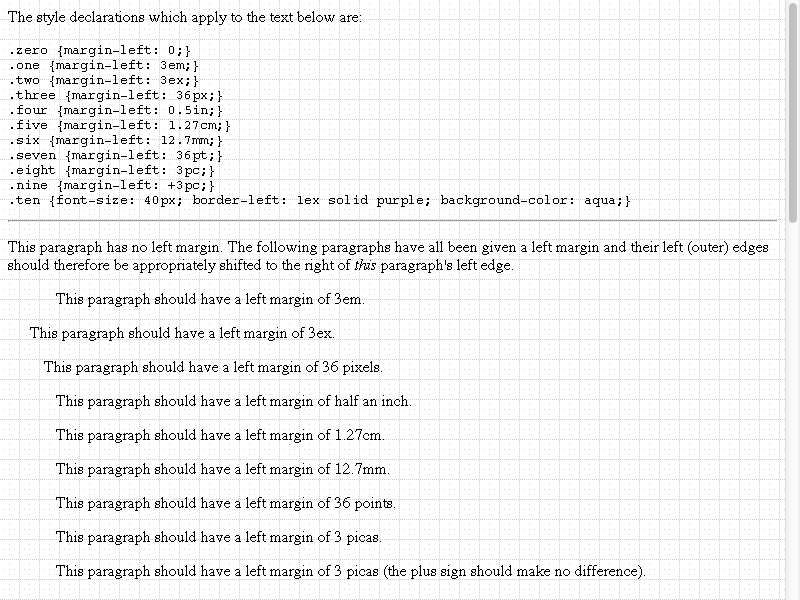 The style declarations which apply to the text below are:
.zero {margin-left: 0;}
.one {margin-left: 3em;}
.two {margin-left: 3ex;}
.three {margin-left: 36px;}
.four {margin-left: 0.5in;}
.five {margin-left: 1.27cm;}
.six {margin-left: 12.7mm;}
.seven {margin-left: 36pt;}
.eight {margin-left: 3pc;}
.nine {margin-left: +3pc;}
.ten {font-size: 40px; border-left: 1ex solid purple; background-color: aqua;}
This paragraph has no left margin. The following paragraphs have all been given a left margin and their left (outer) edges
should therefore be appropriately shifted to the right of this paragraph's left edge.
This paragraph should have a left margin of 3em.
This paragraph should have a left margin of 3ex.
This paragraph should have a left margin of 36 pixels.
This paragraph should have a left margin of half an inch.
This paragraph should have a left margin of 1.27cm.
This paragraph should have a left margin of 12.7mm.
This paragraph should have a left margin of 36 points.
This paragraph should have a left margin of 3 picas.
This paragraph should have a left margin of 3 picas (the plus sign should make no difference).